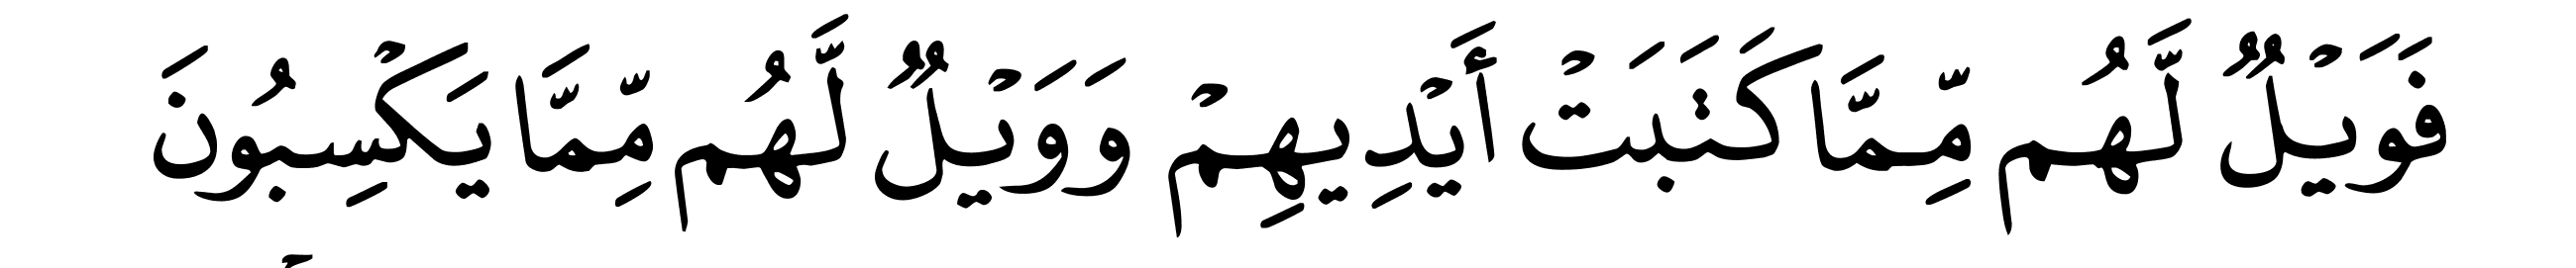 فَوَيۡلٌ لَّهُم مِّمَّا كَتَبَتۡ أَيۡدِيهِمۡ وَوَيۡلٌ لَّهُم مِّمَّا يَكۡسِبُونَ